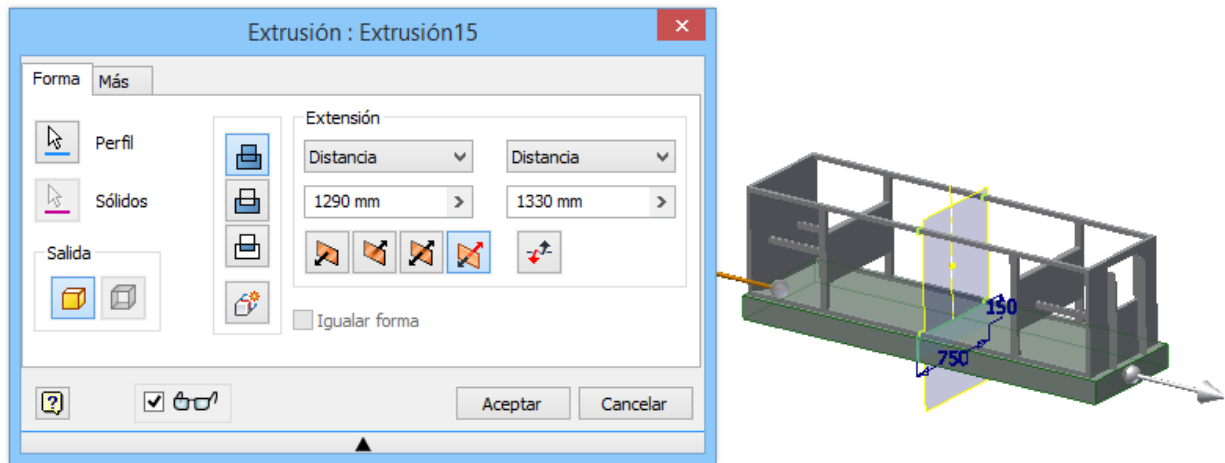 Extrusión : Extrusión15
Forma Más
Perfil
Sólidos
Salida
Extensión
Distancia Distancia
1290 mm 1330 mm
Igualar forma
Aceptar Cancelar
150
750